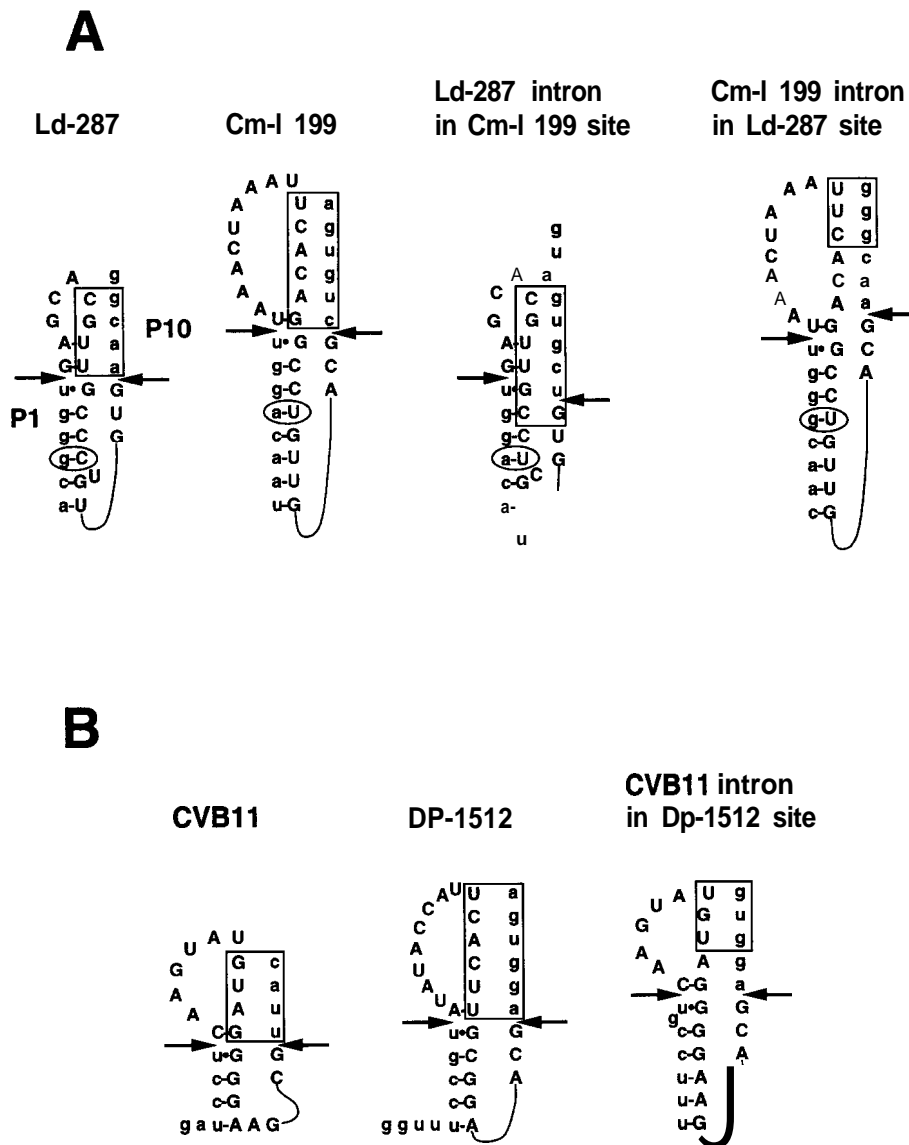 A
Ld-287
Cm-I 199
Ld-287 intron
in Cm-I 199 site
Cm-I 199 intron
in Ld-287 site
P10
P1
A g
C C g
G G c
A-U a
G-U a
u•G G
g-C U
g-C G
g-C U
c-G
a-U
A A U
A U a
A C g
U A u
C C g
A A u
A A U G c
u•G G
g-C C
g-C A
a-U
c-G
a-U
a-U
u-G
g
u
A a
C C g
G G u
A-U g
G-U c
u•G u
g-C G
g-C U
a-U C G
c-G
a-
u
A A U g
A U g
U C g
C A c
A C a
A A a
U G G
u•G C
g-C A
g-C
g-U
c-G
a-U
a-U
c-G
B
CVB11
DP-1512
CVB11 intron
in Dp-1512 site
U A U
G G c
A U a
A A u
A C G u
u•G G
c-G C
c-G
g a u-A A G
A U U a
C C g
C A u
A C g
U U g
A U A-U a
u•G G
g-C C
c-G A
c-G
g g u u u-A
A U g
U G u
G U g
A A g
A C-G a
u•G G
g
c-G C
c-G A
u-A
u-A
u-G